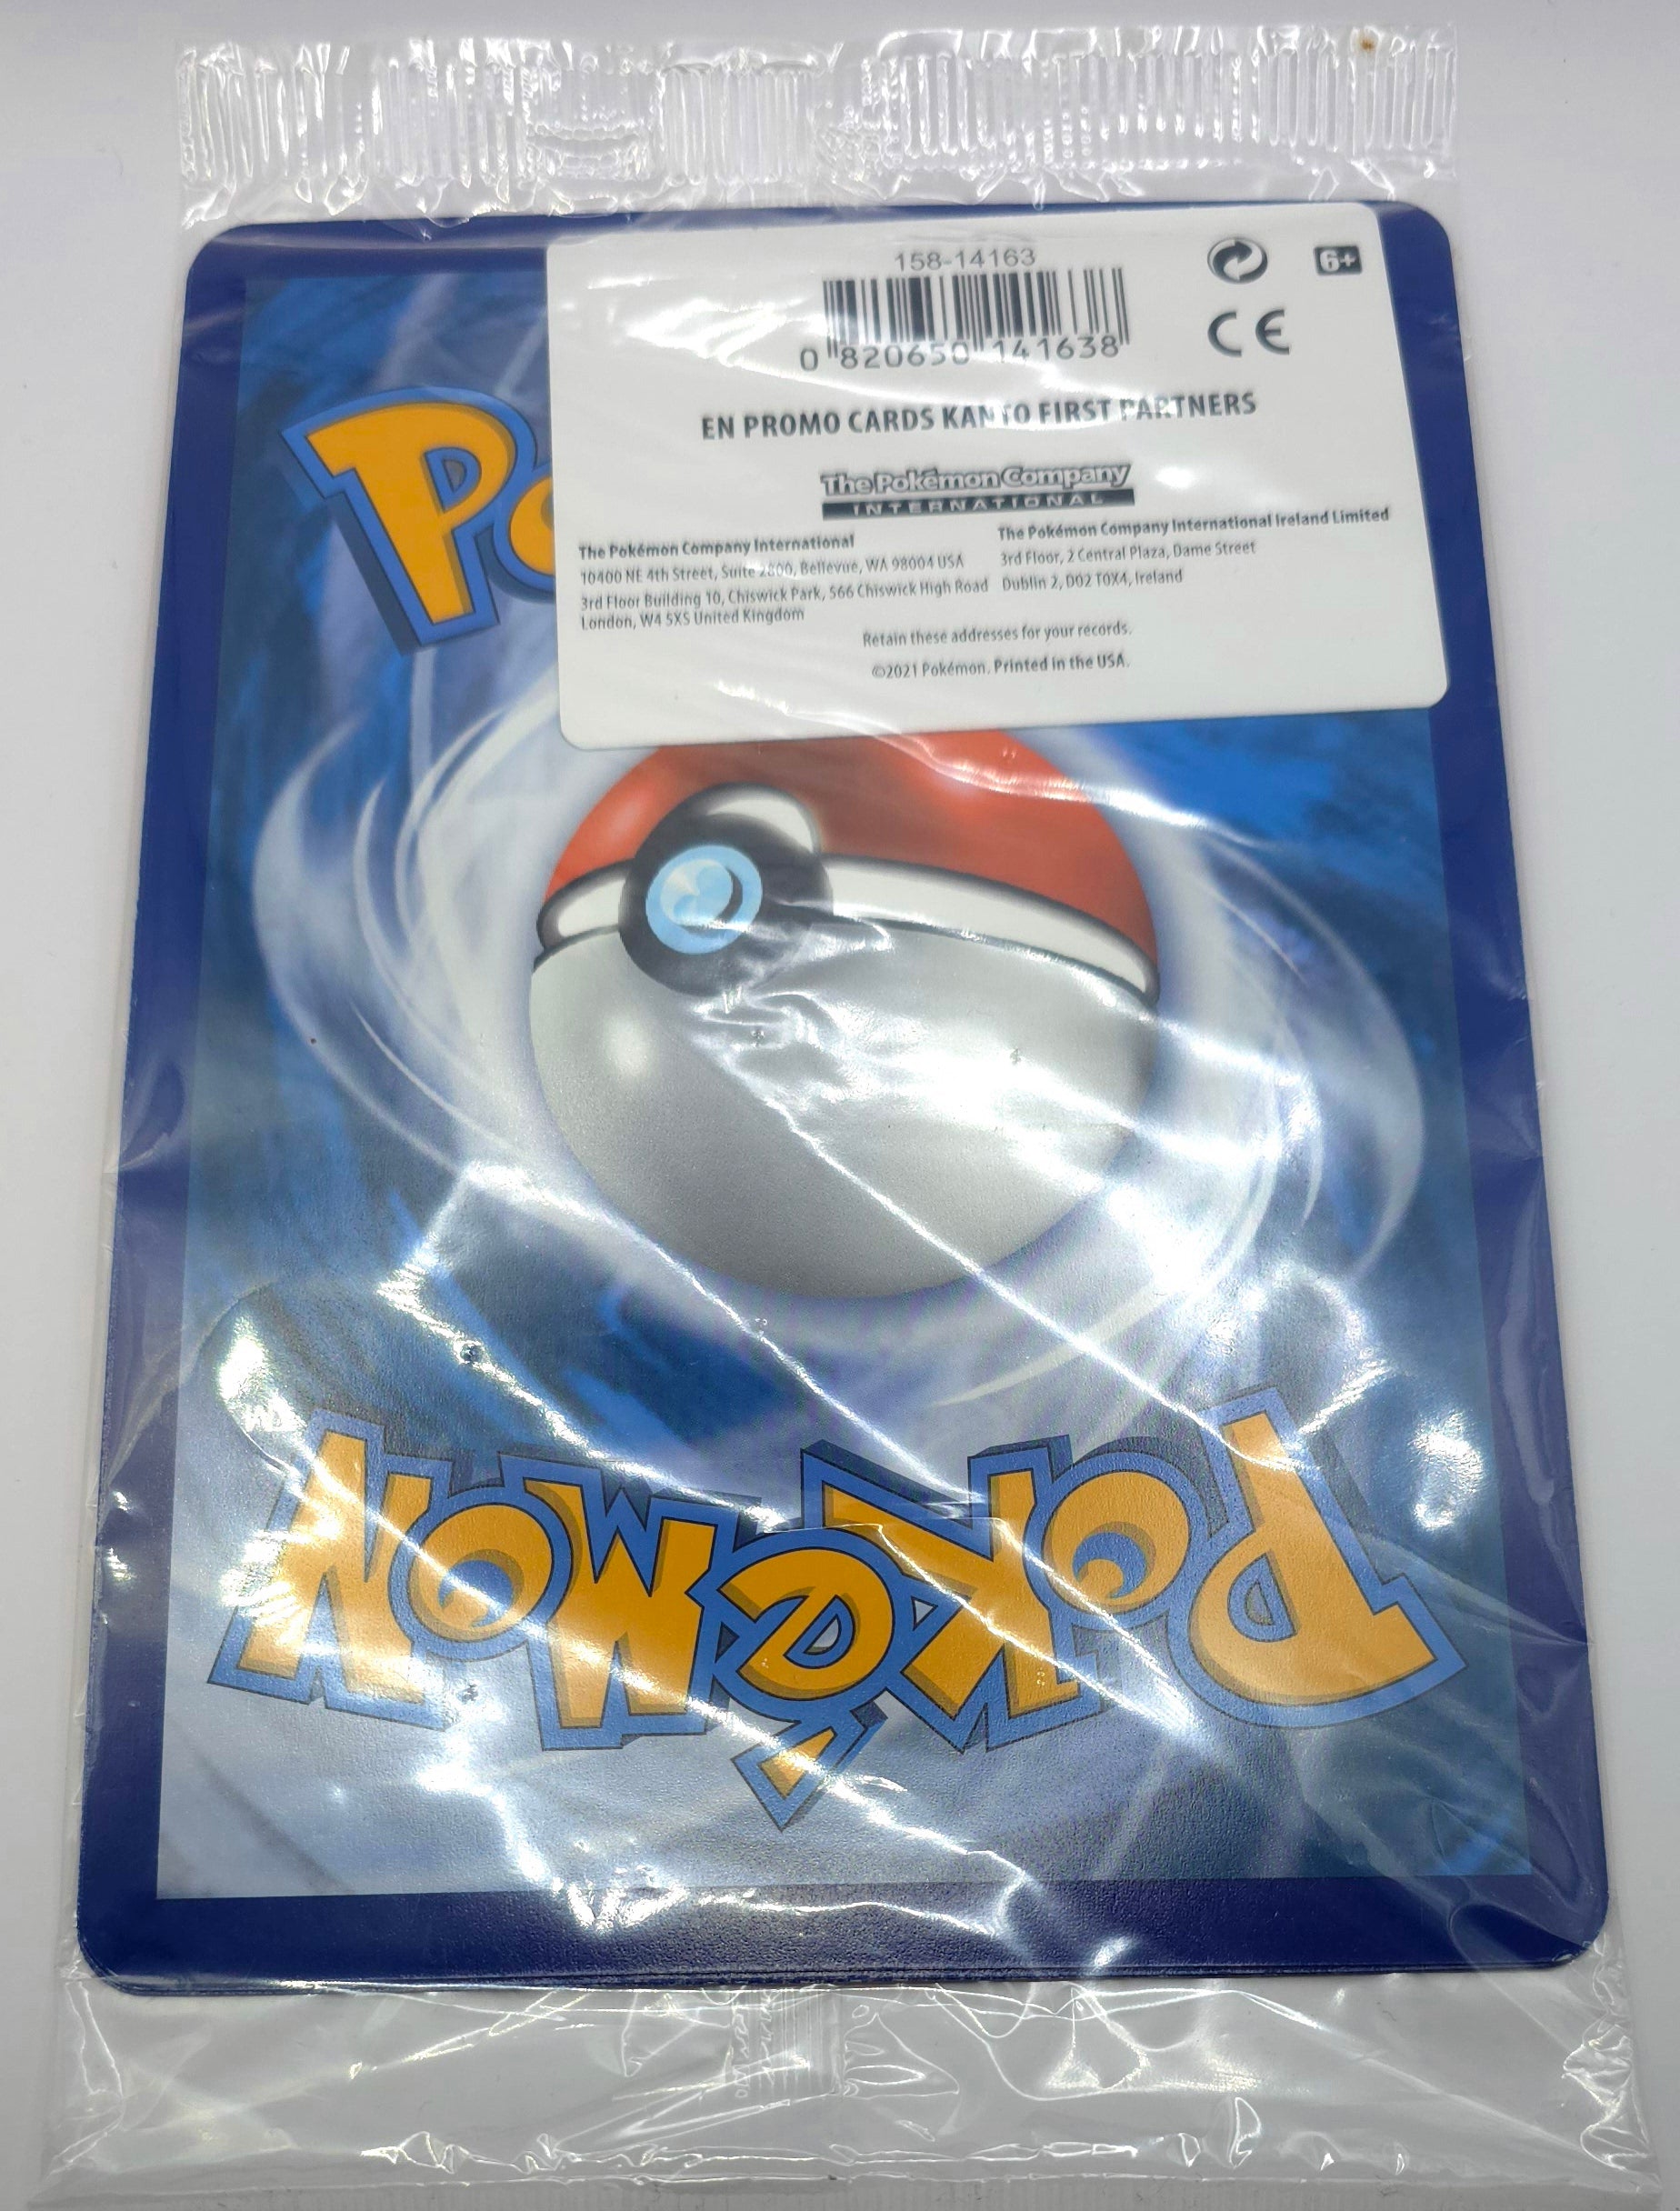 158-14163
6+
0 820650 141638
CE
EN PROMO CARDS KANTO FIRST PARTNERS
The Pokémon Company
INTERNATIONAL
The Pokémon Company International
10400 NE 4th Street, Suite 2800, Bellevue, WA 98004 USA
3rd Floor Building 10, Chiswick Park, 566 Chiswick High Road
London, W4 5XS United Kingdom
The Pokémon Company International Ireland Limited
3rd Floor, 2 Central Plaza, Dame Street
Dublin 2, D02 T0X4, Ireland
Retain these addresses for your records.
©2021 Pokémon. Printed in the USA.
Po
POKéMON